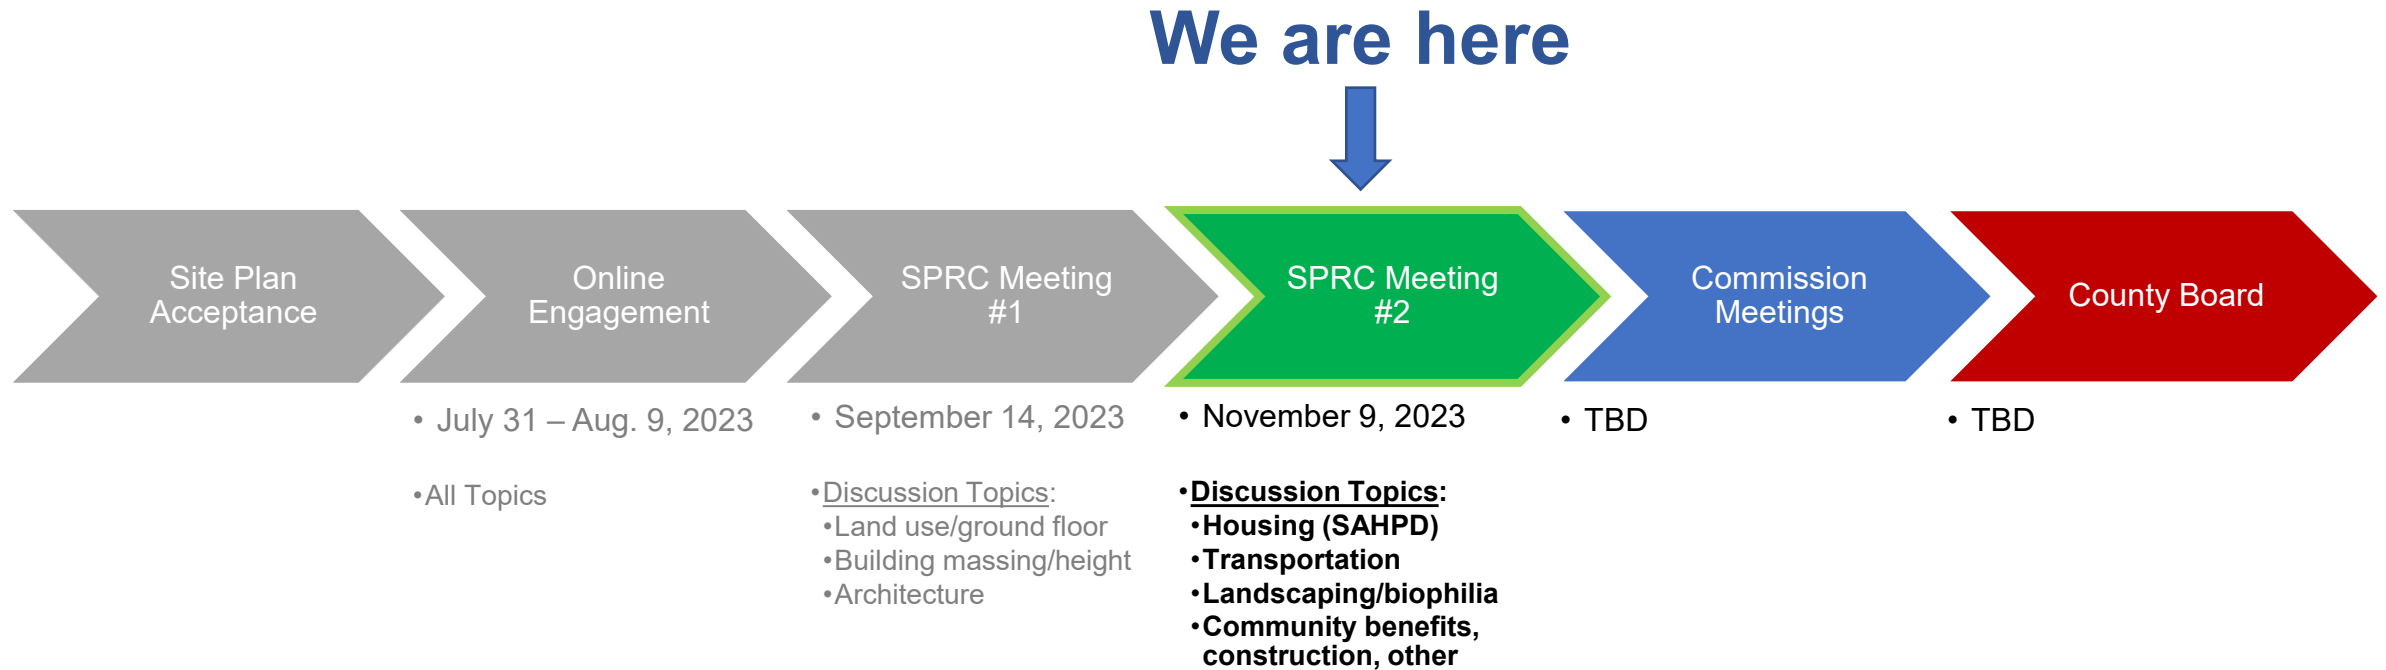 We are here
Site Plan
Acceptance
Online
Engagement
SPRC Meeting
#1
SPRC Meeting
#2
Commission
Meetings
County Board
• July 31 – Aug. 9, 2023
•All Topics
• September 14, 2023
•Discussion Topics:
•Land use/ground floor
•Building massing/height
•Architecture
• November 9, 2023
•Discussion Topics:
•Housing (SAHPD)
•Transportation
•Landscaping/biophilia
•Community benefits,
construction, other
• TBD
• TBD